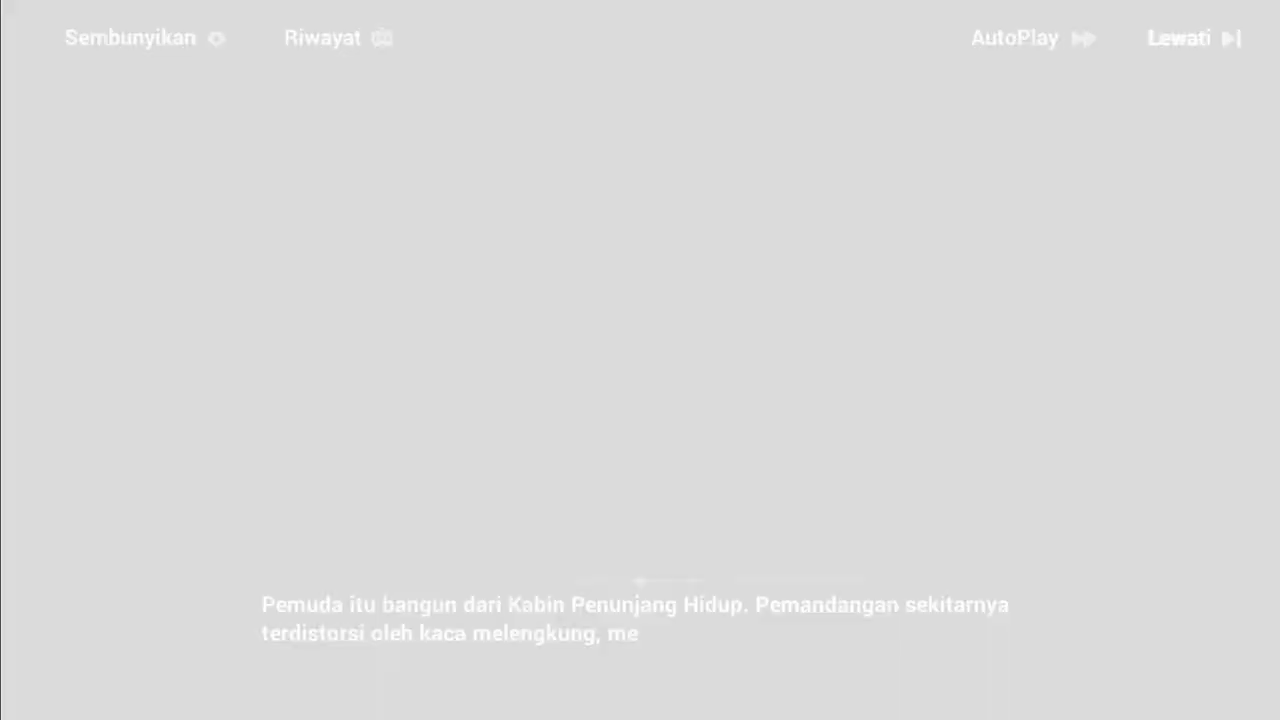 Sembunyikan
Riwayat
AutoPlay
Lewati
Pemuda itu bangun dari Kabin Penunjang Hidup. Pemandangan sekitarnya
terdistorsi oleh kaca melengkung, me